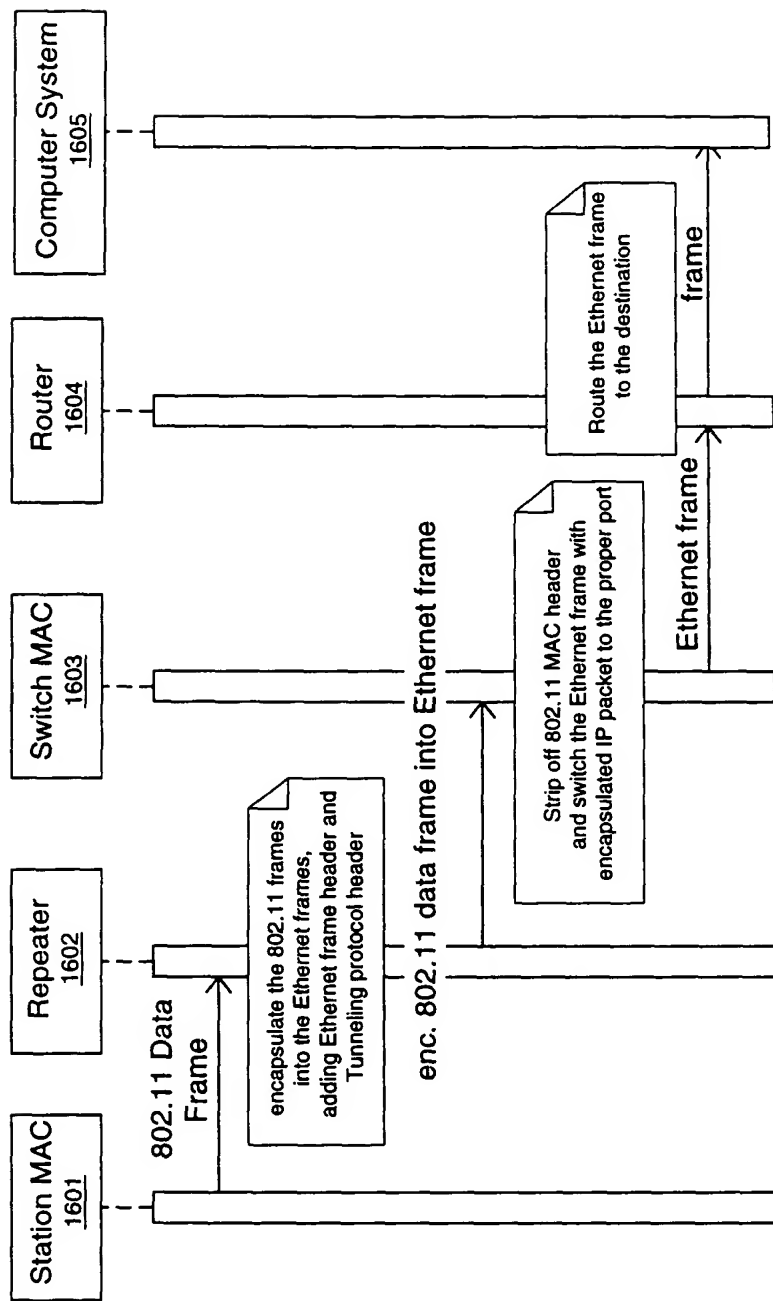 Station MAC
1601
Repeater
1602
Switch MAC
1603
Router
1604
Computer System
1605
802.11 Data
Frame
encapsulate the 802.11 frames
into the Ethernet frames,
adding Ethernet frame header and
Tunneling protocol header
enc. 802.11 data frame into Ethernet frame
Strip off 802.11 MAC header
and switch the Ethernet frame with
encapsulated IP packet to the proper port
Ethernet frame
Route the Ethernet frame
to the destination
frame